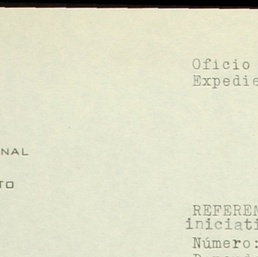 Oficio
Expedie
NAL
TO
REFEREN
iniciati
Número: